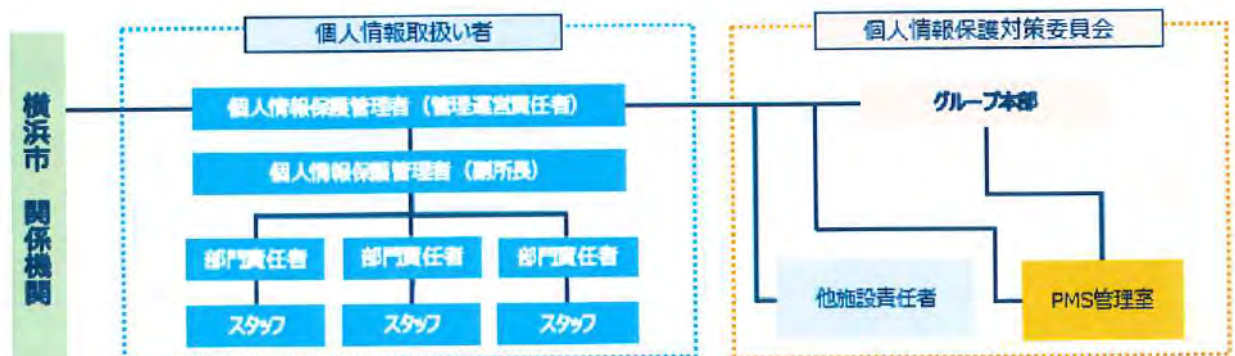 横浜市 関係機関
個人情報取扱い者
個人情報保護管理者（管理運営責任者）
個人情報保護管理者（副所長）
部門責任者 部門責任者 部門責任者
スタッフ スタッフ スタッフ
個人情報保護対策委員会
グループ本部
他施設責任者
PMS管理室